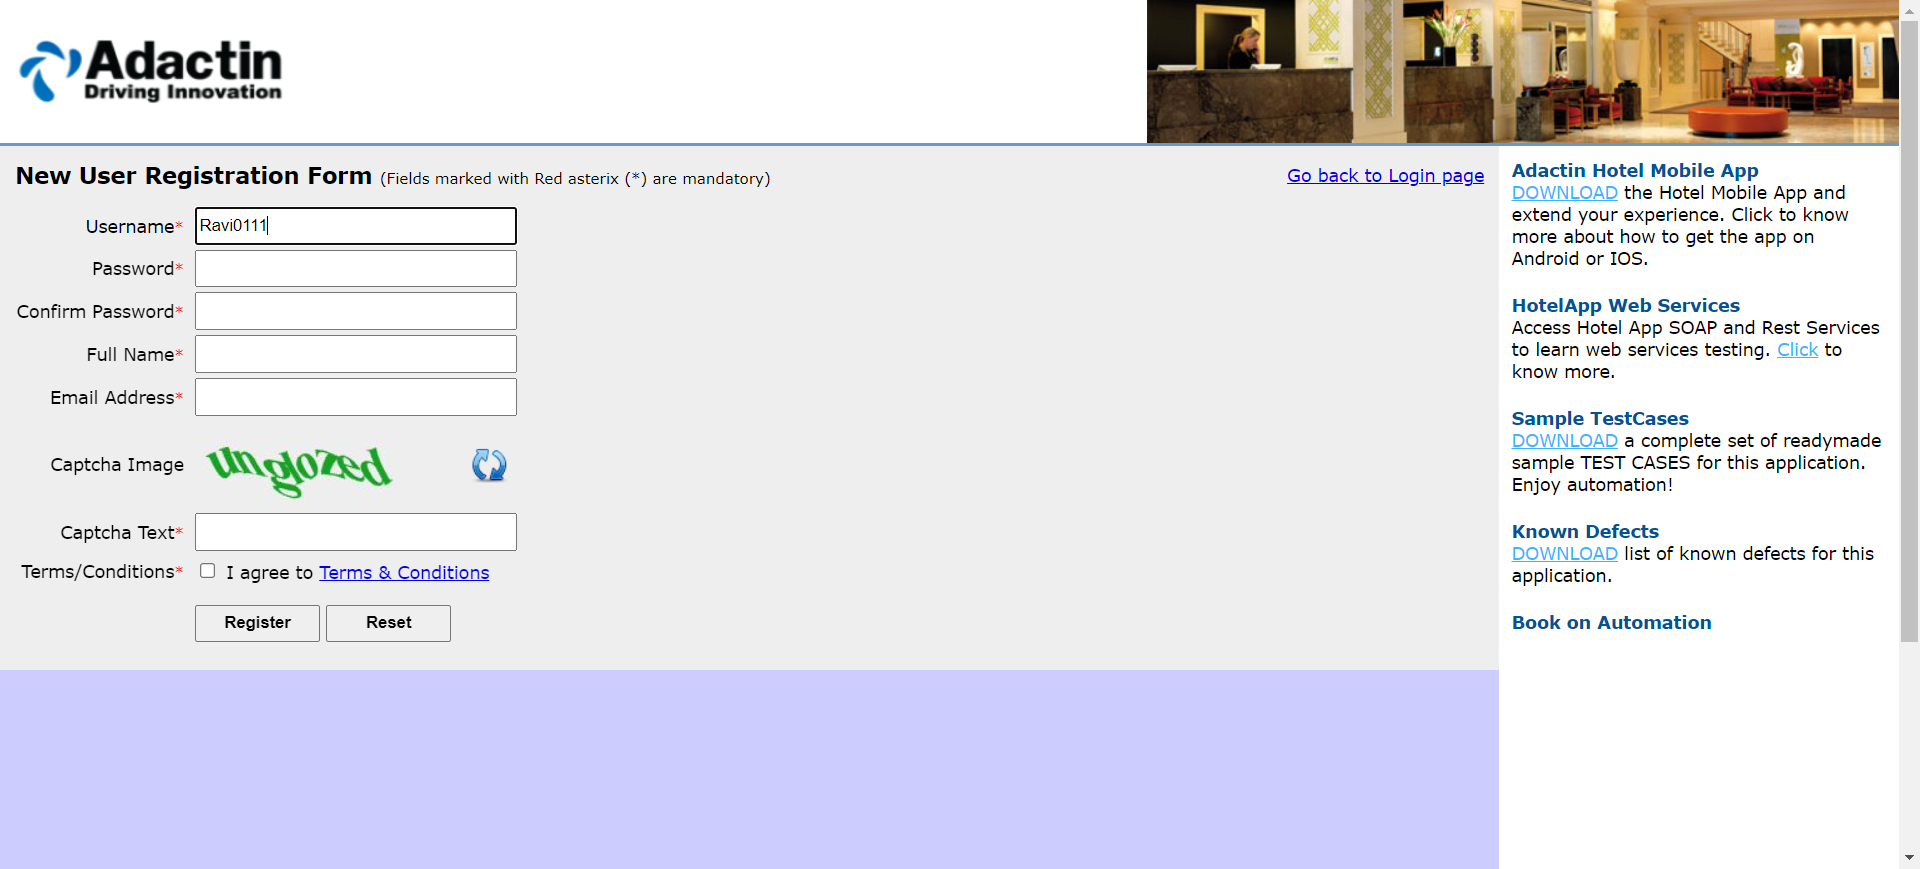 Adactin
Driving Innovation
New User Registration Form (Fields marked with Red asterix (*) are mandatory)
Go back to Login page
Username* Ravi0111
Password*
Confirm Password*
Full Name*
Email Address*
Captcha Image unglozed
Captcha Text*
Terms/Conditions* I agree to Terms & Conditions
Register Reset
Adactin Hotel Mobile App
DOWNLOAD the Hotel Mobile App and
extend your experience. Click to know
more about how to get the app on
Android or IOS.
HotelApp Web Services
Access Hotel App SOAP and Rest Services
to learn web services testing. Click to
know more.
Sample TestCases
DOWNLOAD a complete set of readymade
sample TEST CASES for this application.
Enjoy automation!
Known Defects
DOWNLOAD list of known defects for this
application.
Book on Automation